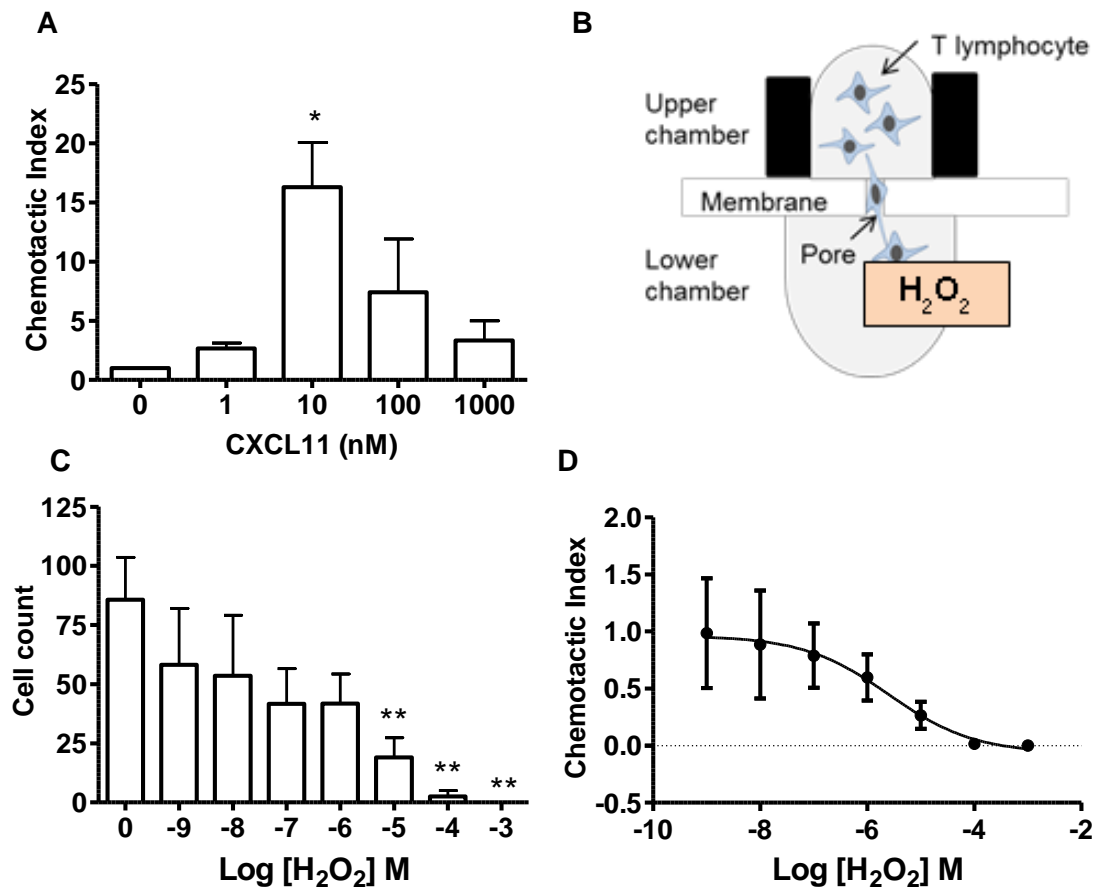 A
Chemotactic Index
25
20
15
10
5
0
*
0 1 10 100 1000
CXCL11 (nM)
B
T lymphocyte
Upper
chamber
Membrane
Pore
Lower
chamber
H₂O₂
C
Cell count
125
100
75
50
25
0
** ** **
0 -9 -8 -7 -6 -5 -4 -3
Log [H₂O₂] M
D
Chemotactic Index
2.0
1.5
1.0
0.5
0.0
-0.5
-10 -8 -6 -4 -2
Log [H₂O₂] M